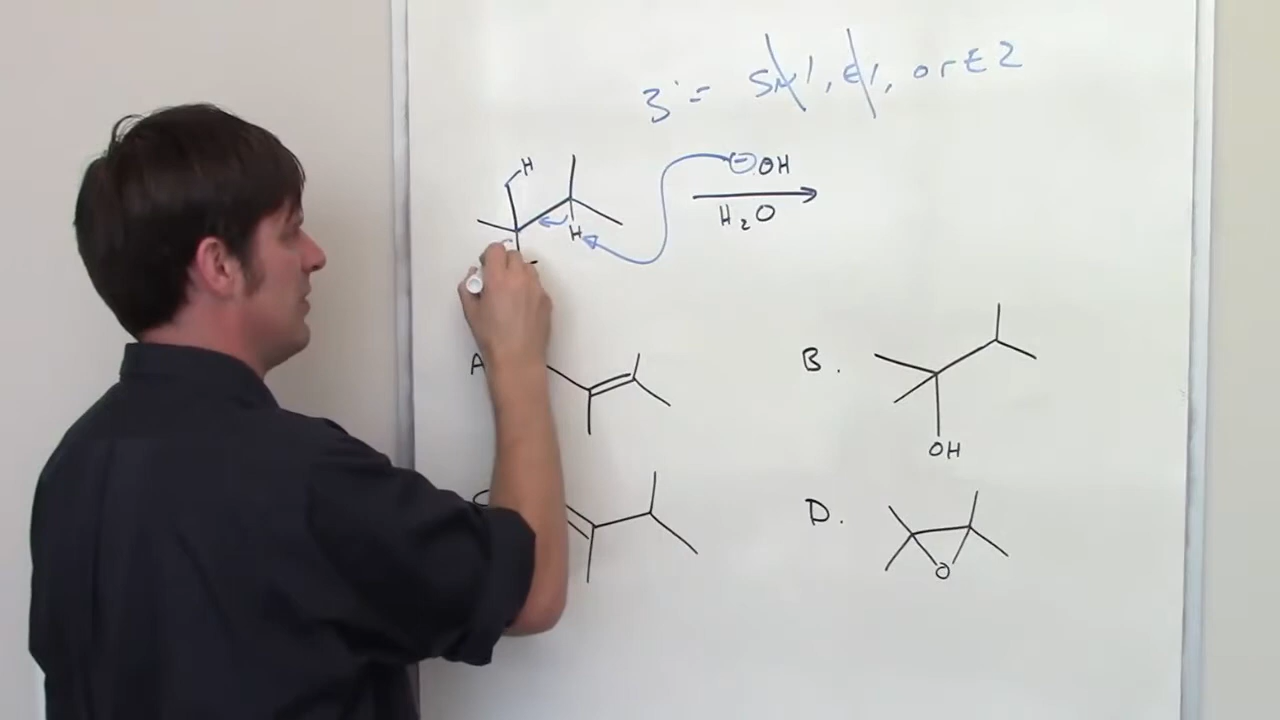 3° = SN1, E1, or E2
H
⊖OH
H
H₂O
A
B.
OH
C
D.
O